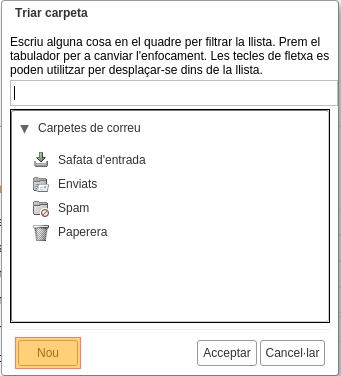 Triar carpeta
Escriu alguna cosa en el quadre per filtrar la llista. Prem el
tabulador per a canviar l'enfocament. Les tecles de fletxa es
poden utilitzar per desplaçar-se dins de la llista.
Carpetes de correu
Safata d'entrada
Enviats
Spam
Paperera
Nou
Acceptar
Cancel·lar